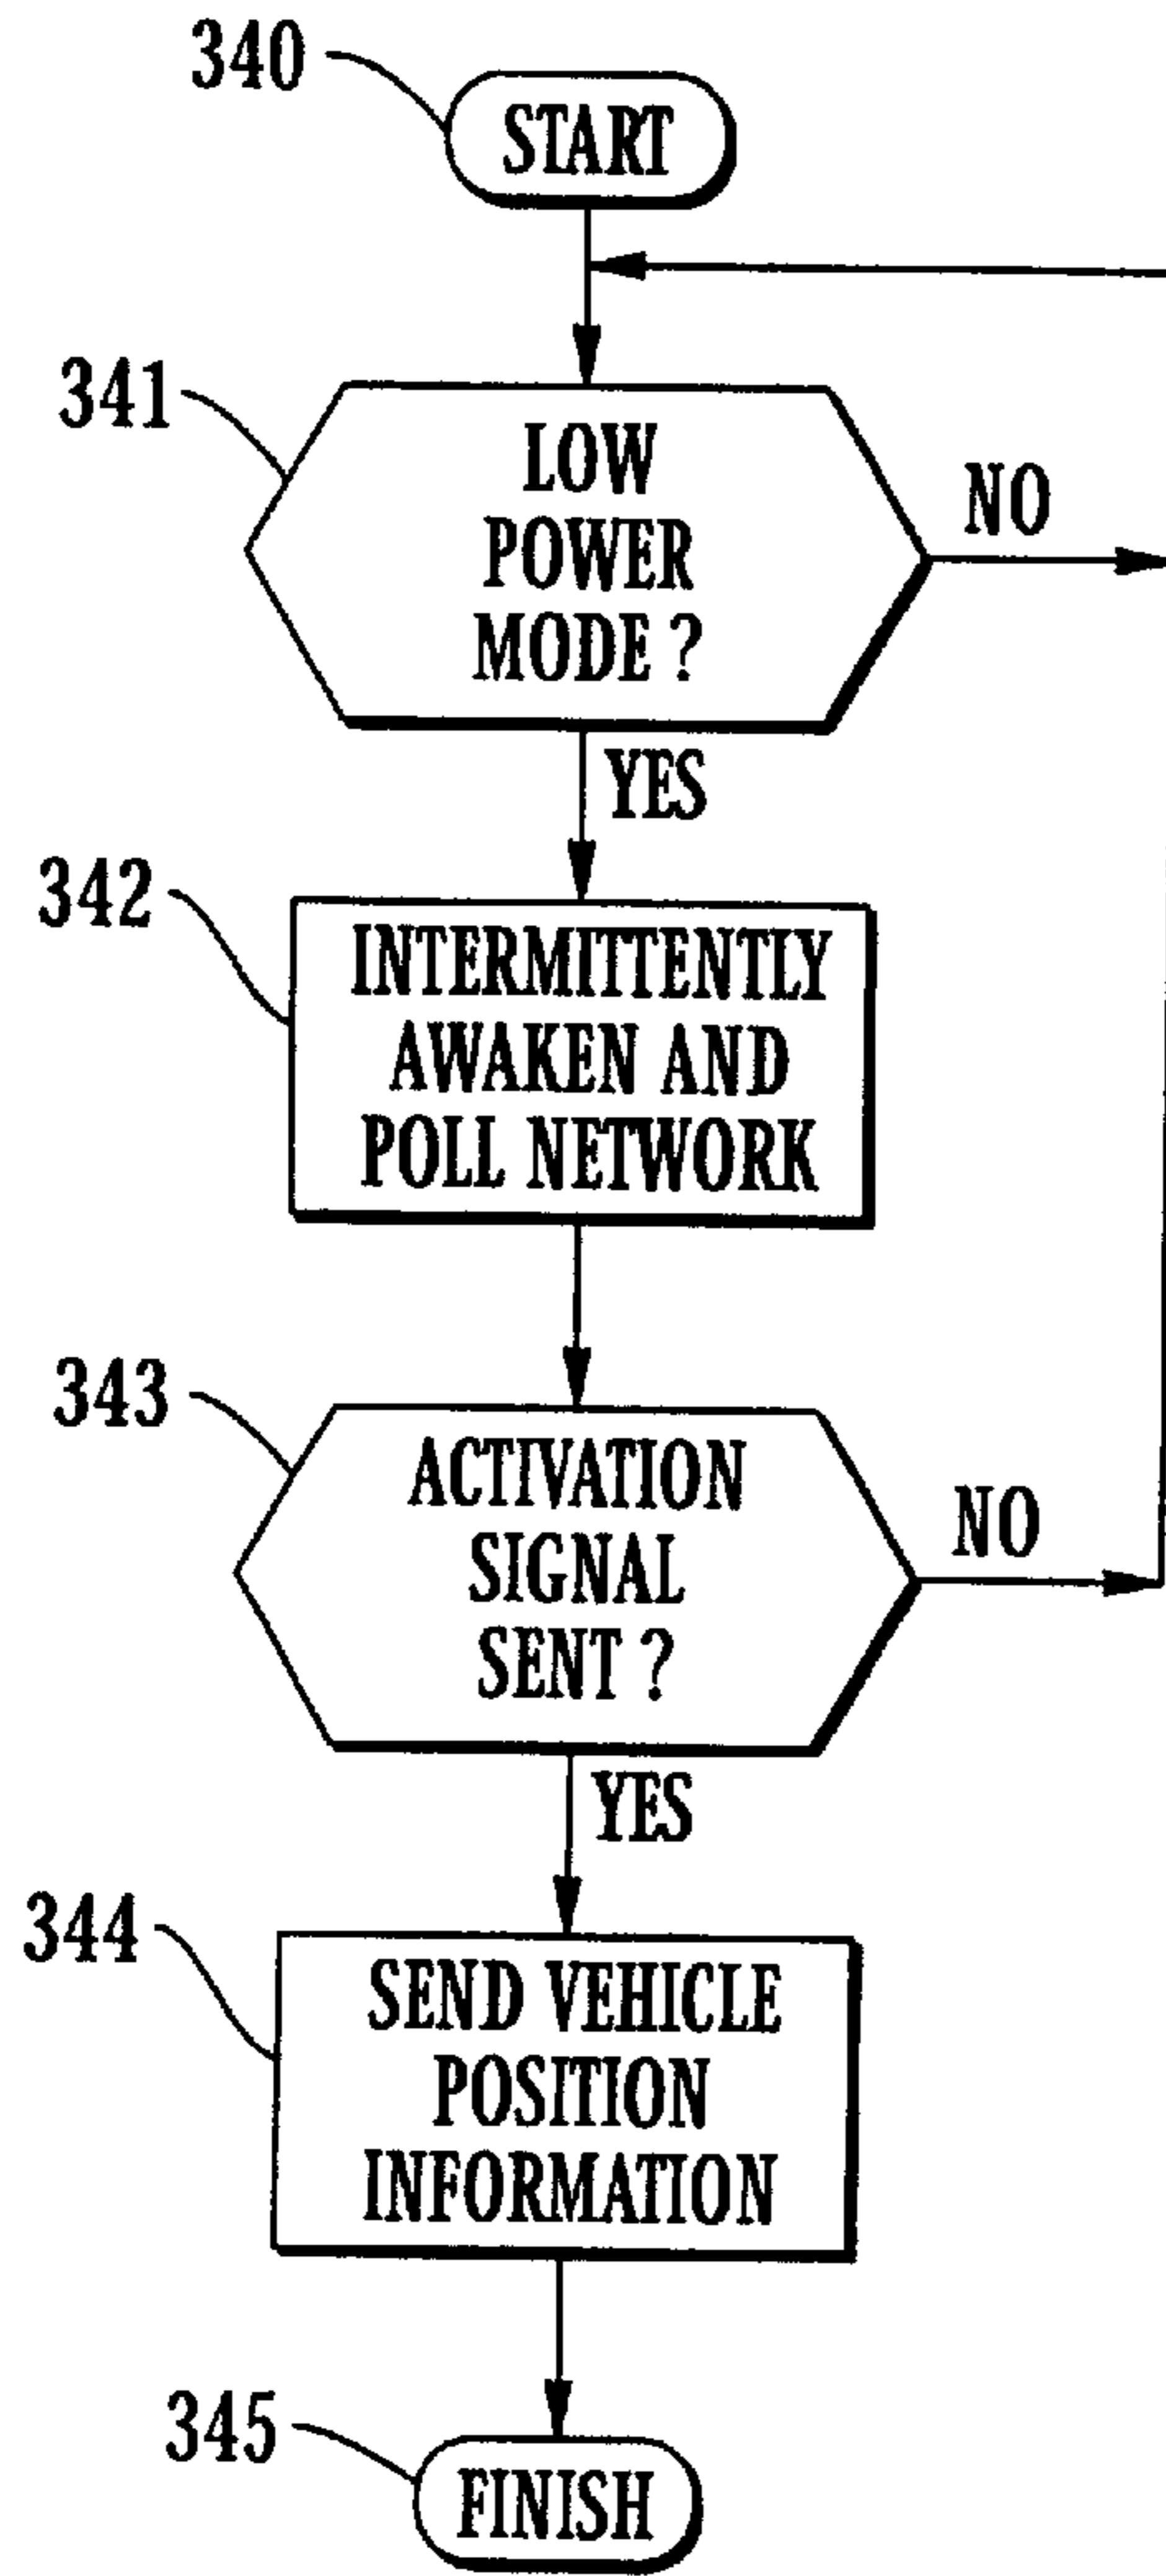 340
START
341
LOW
POWER
MODE ?
NO
YES
342
INTERMITTENTLY
AWAKEN AND
POLL NETWORK
343
ACTIVATION
SIGNAL
SENT ?
NO
YES
344
SEND VEHICLE
POSITION
INFORMATION
345
FINISH